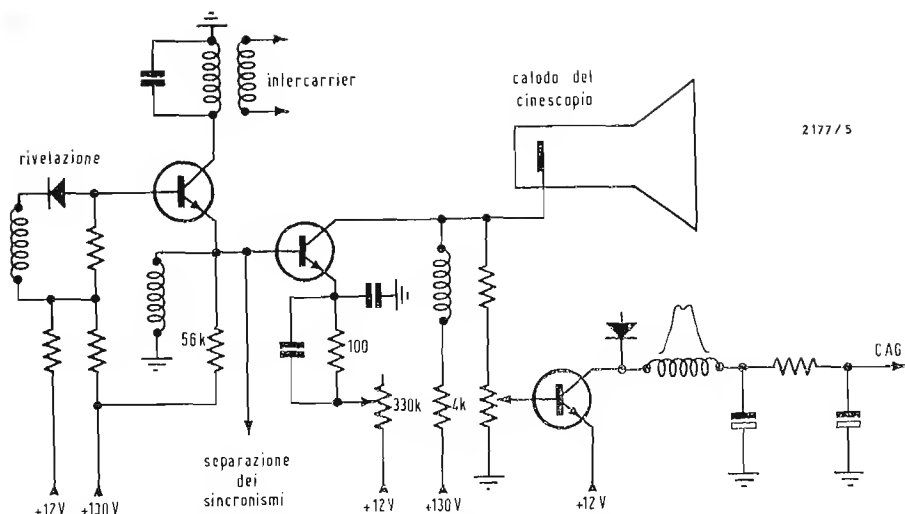 intercarrier
catodo del
cinescopio
2177/5
rivelazione
56k
100
330k
4k
CAG
separazione
dei
sincronismi
+12V
+130V
+12V
+130V
+12V